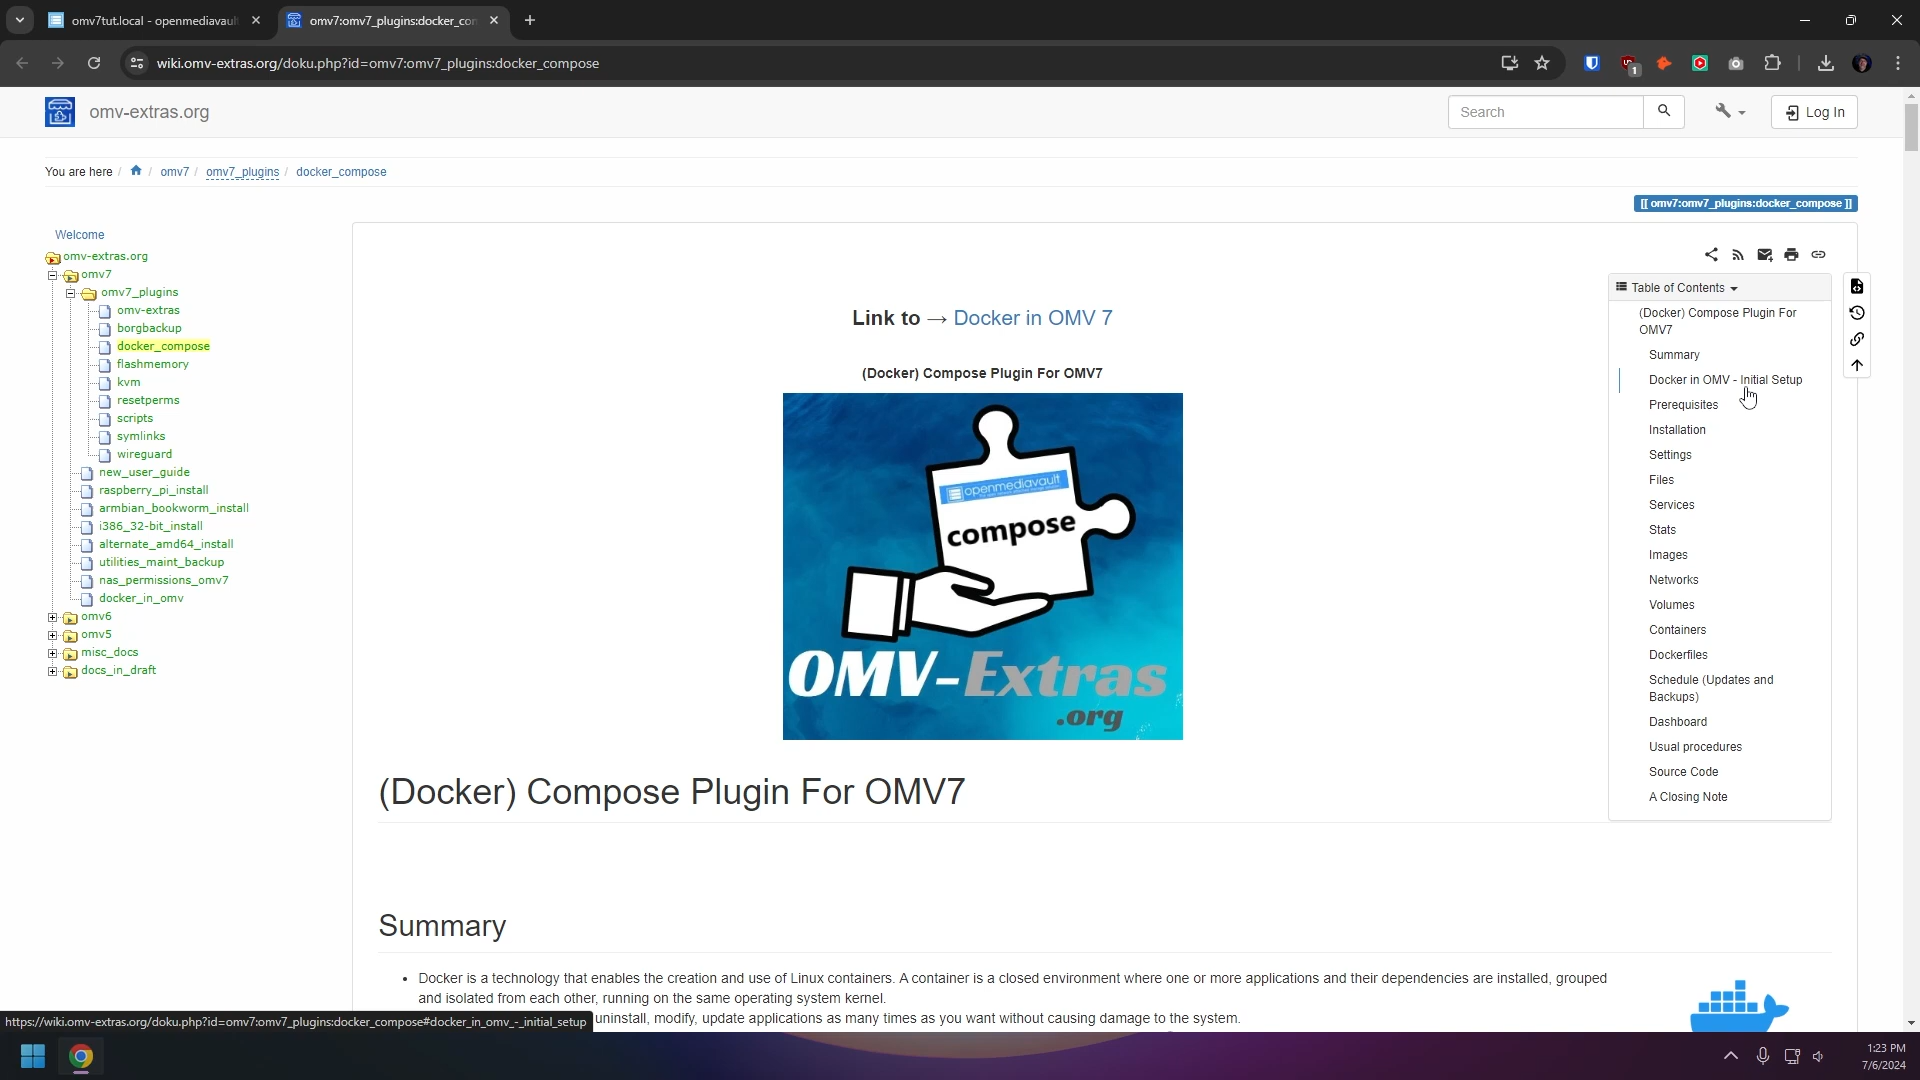 omv7tut.local - openmediavaul
omv7:omv7_plugins:docker_con
wiki.omv-extras.org/doku.php?id=omv7:omv7_plugins:docker_compose
1
omv-extras.org
Search
Log In
You are here / / omv7 / omv7_plugins / docker_compose
[[ omv7:omv7_plugins:docker_compose ]]
Welcome
omv-extras.org
omv7
omv7_plugins
omv-extras
borgbackup
docker_compose
flashmemory
kvm
resetperms
scripts
symlinks
wireguard
new_user_guide
raspberry_pi_install
armbian_bookworm_install
i386_32-bit_install
alternate_amd64_install
utilities_maint_backup
nas_permissions_omv7
docker_in_omv
omv6
omv5
misc_docs
docs_in_draft
Link to → Docker in OMV 7
(Docker) Compose Plugin For OMV7
openmediavault
compose
OMV-Extras
.org
(Docker) Compose Plugin For OMV7
Summary
• Docker is a technology that enables the creation and use of Linux containers. A container is a closed environment where one or more applications and their dependencies are installed, grouped
and isolated from each other, running on the same operating system kernel.
uninstall, modify, update applications as many times as you want without causing damage to the system.
Table of Contents
(Docker) Compose Plugin For
OMV7
Summary
Docker in OMV - Initial Setup
Prerequisites
Installation
Settings
Files
Services
Stats
Images
Networks
Volumes
Containers
Dockerfiles
Schedule (Updates and
Backups)
Dashboard
Usual procedures
Source Code
A Closing Note
https://wiki.omv-extras.org/doku.php?id=omv7:omv7_plugins:docker_compose#docker_in_omv_-_initial_setup
1:23 PM
7/6/2024